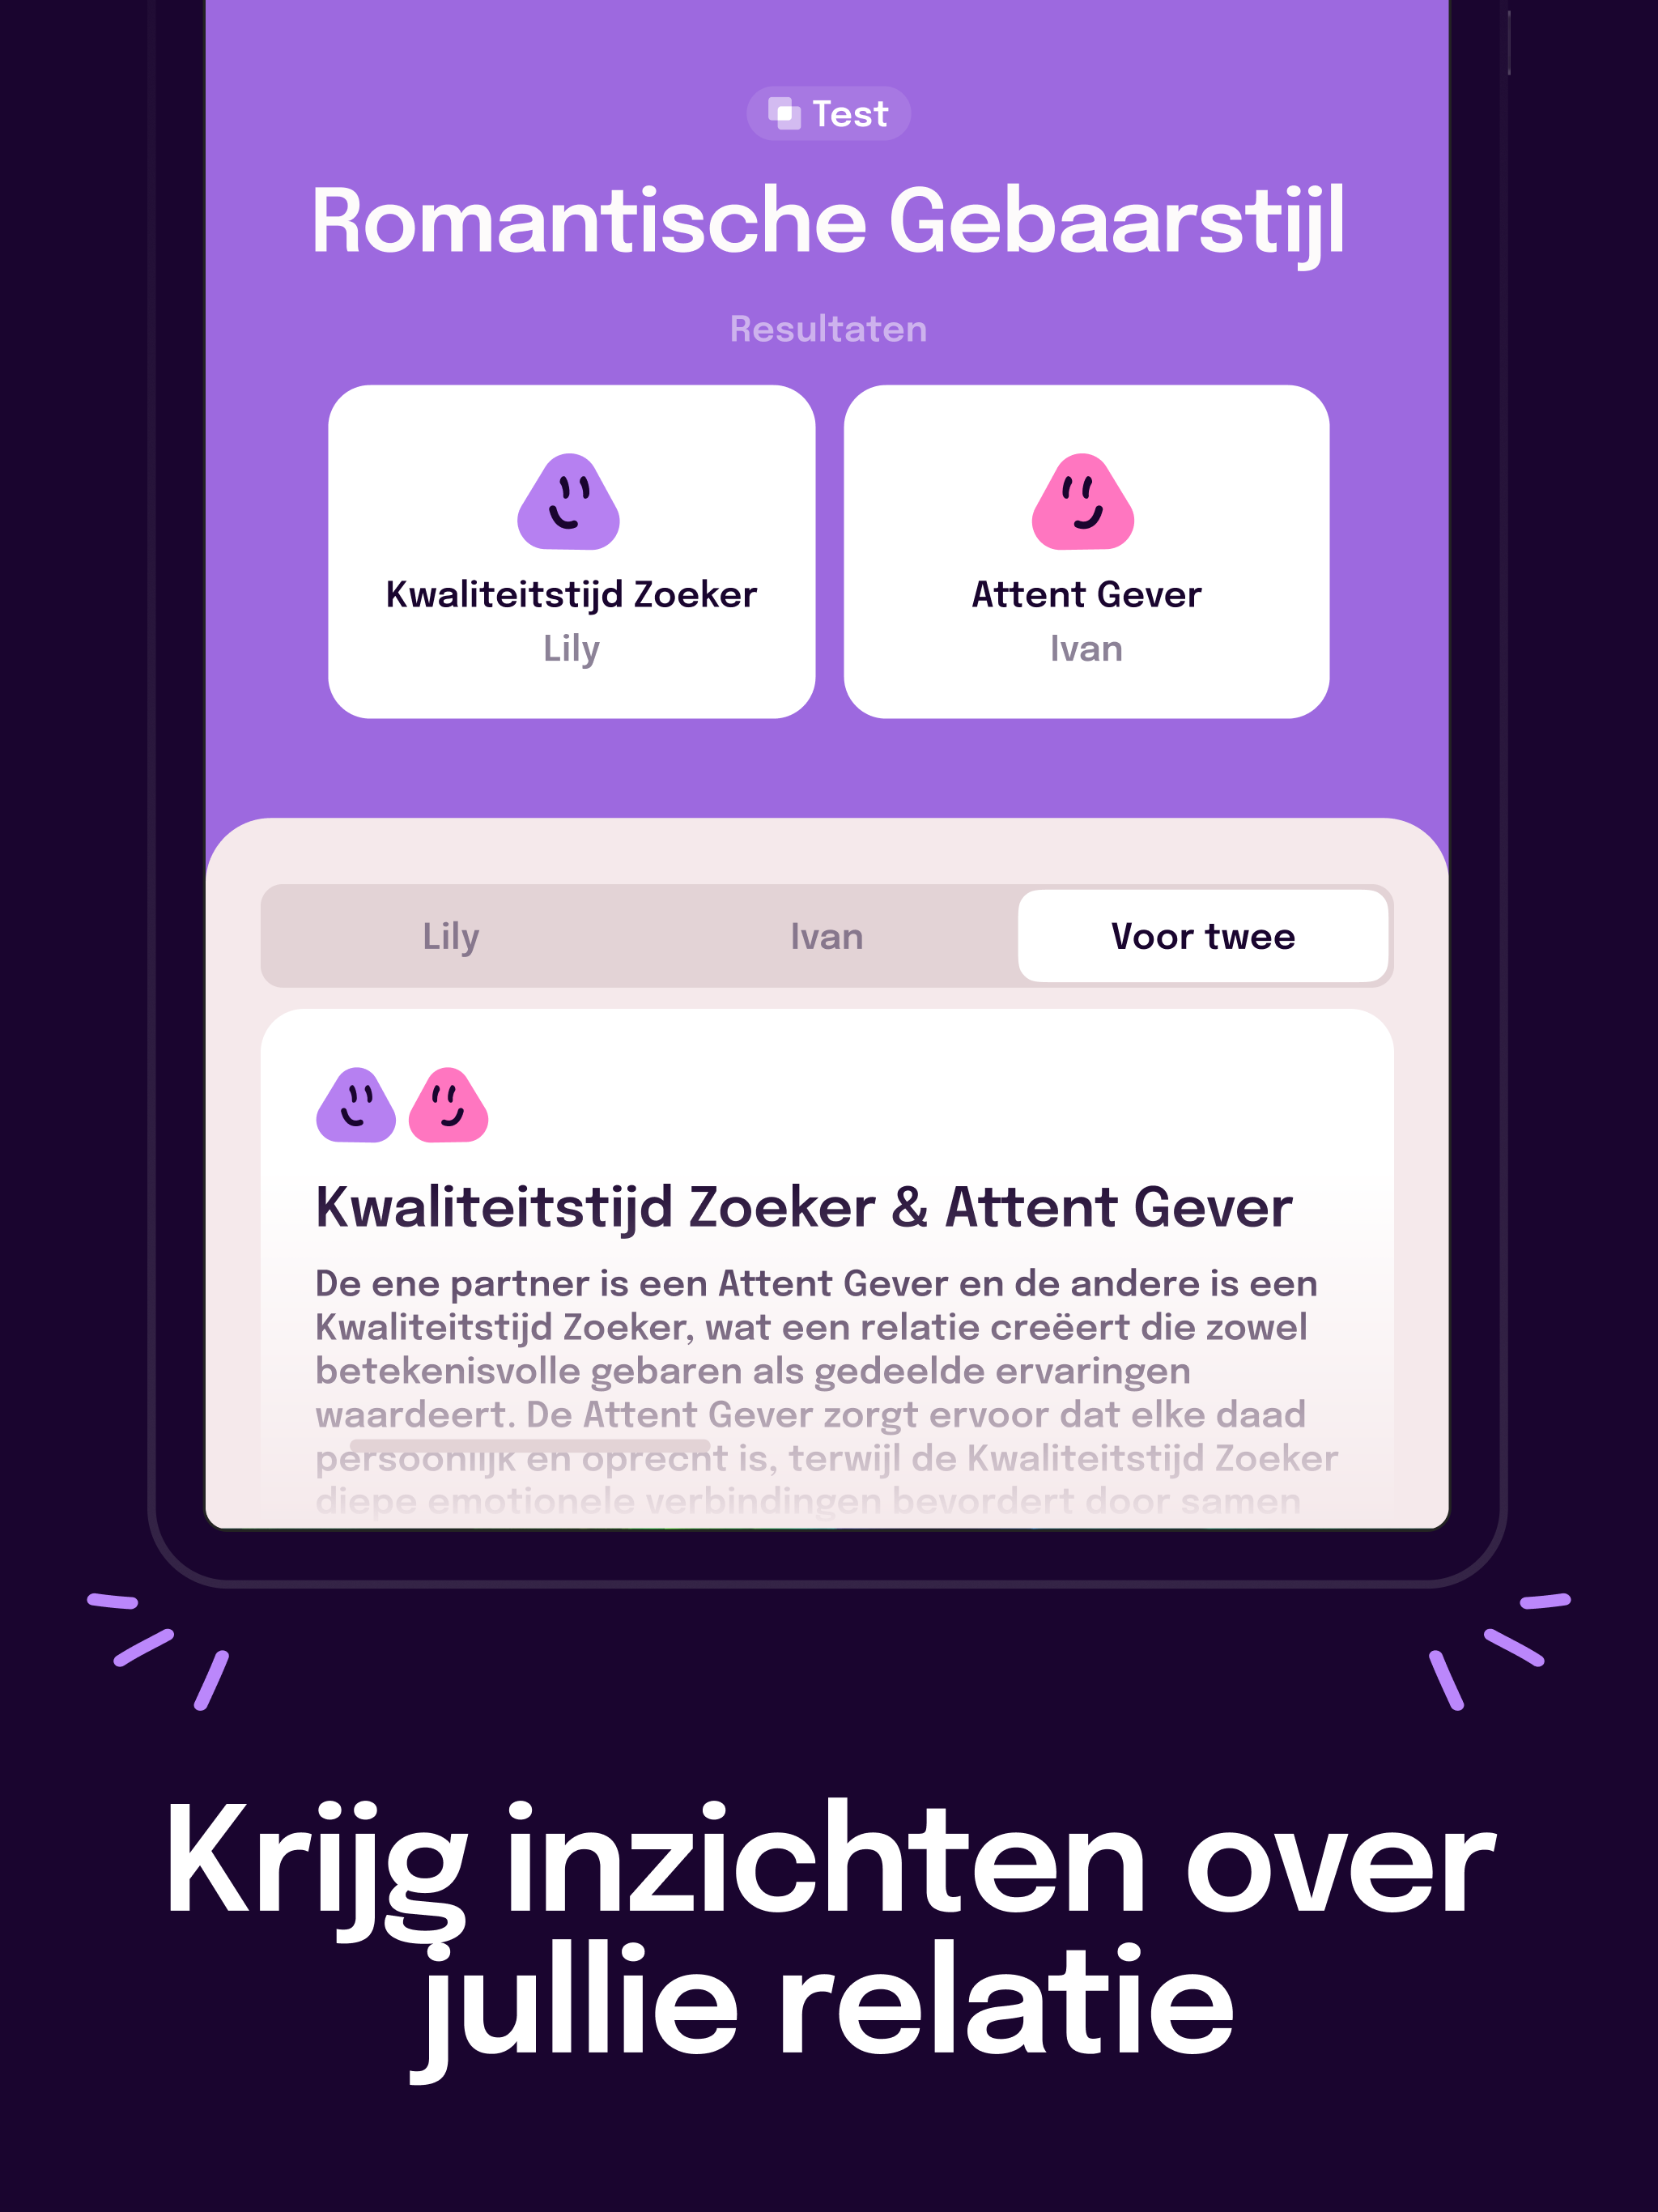 Test
Romantische Gebaarstijl
Resultaten
Kwaliteitstijd Zoeker
Lily
Attent Gever
Ivan
Lily
Ivan
Voor twee
Kwaliteitstijd Zoeker & Attent Gever
De ene partner is een Attent Gever en de andere is een
Kwaliteitstijd Zoeker, wat een relatie creëert die zowel
betekenisvolle gebaren als gedeelde ervaringen
waardeert. De Attent Gever zorgt ervoor dat elke daad
persoonlijk en oprecht is, terwijl de Kwaliteitstijd Zoeker
diepe emotionele verbindingen bevordert door samen
Krijg inzichten over
jullie relatie